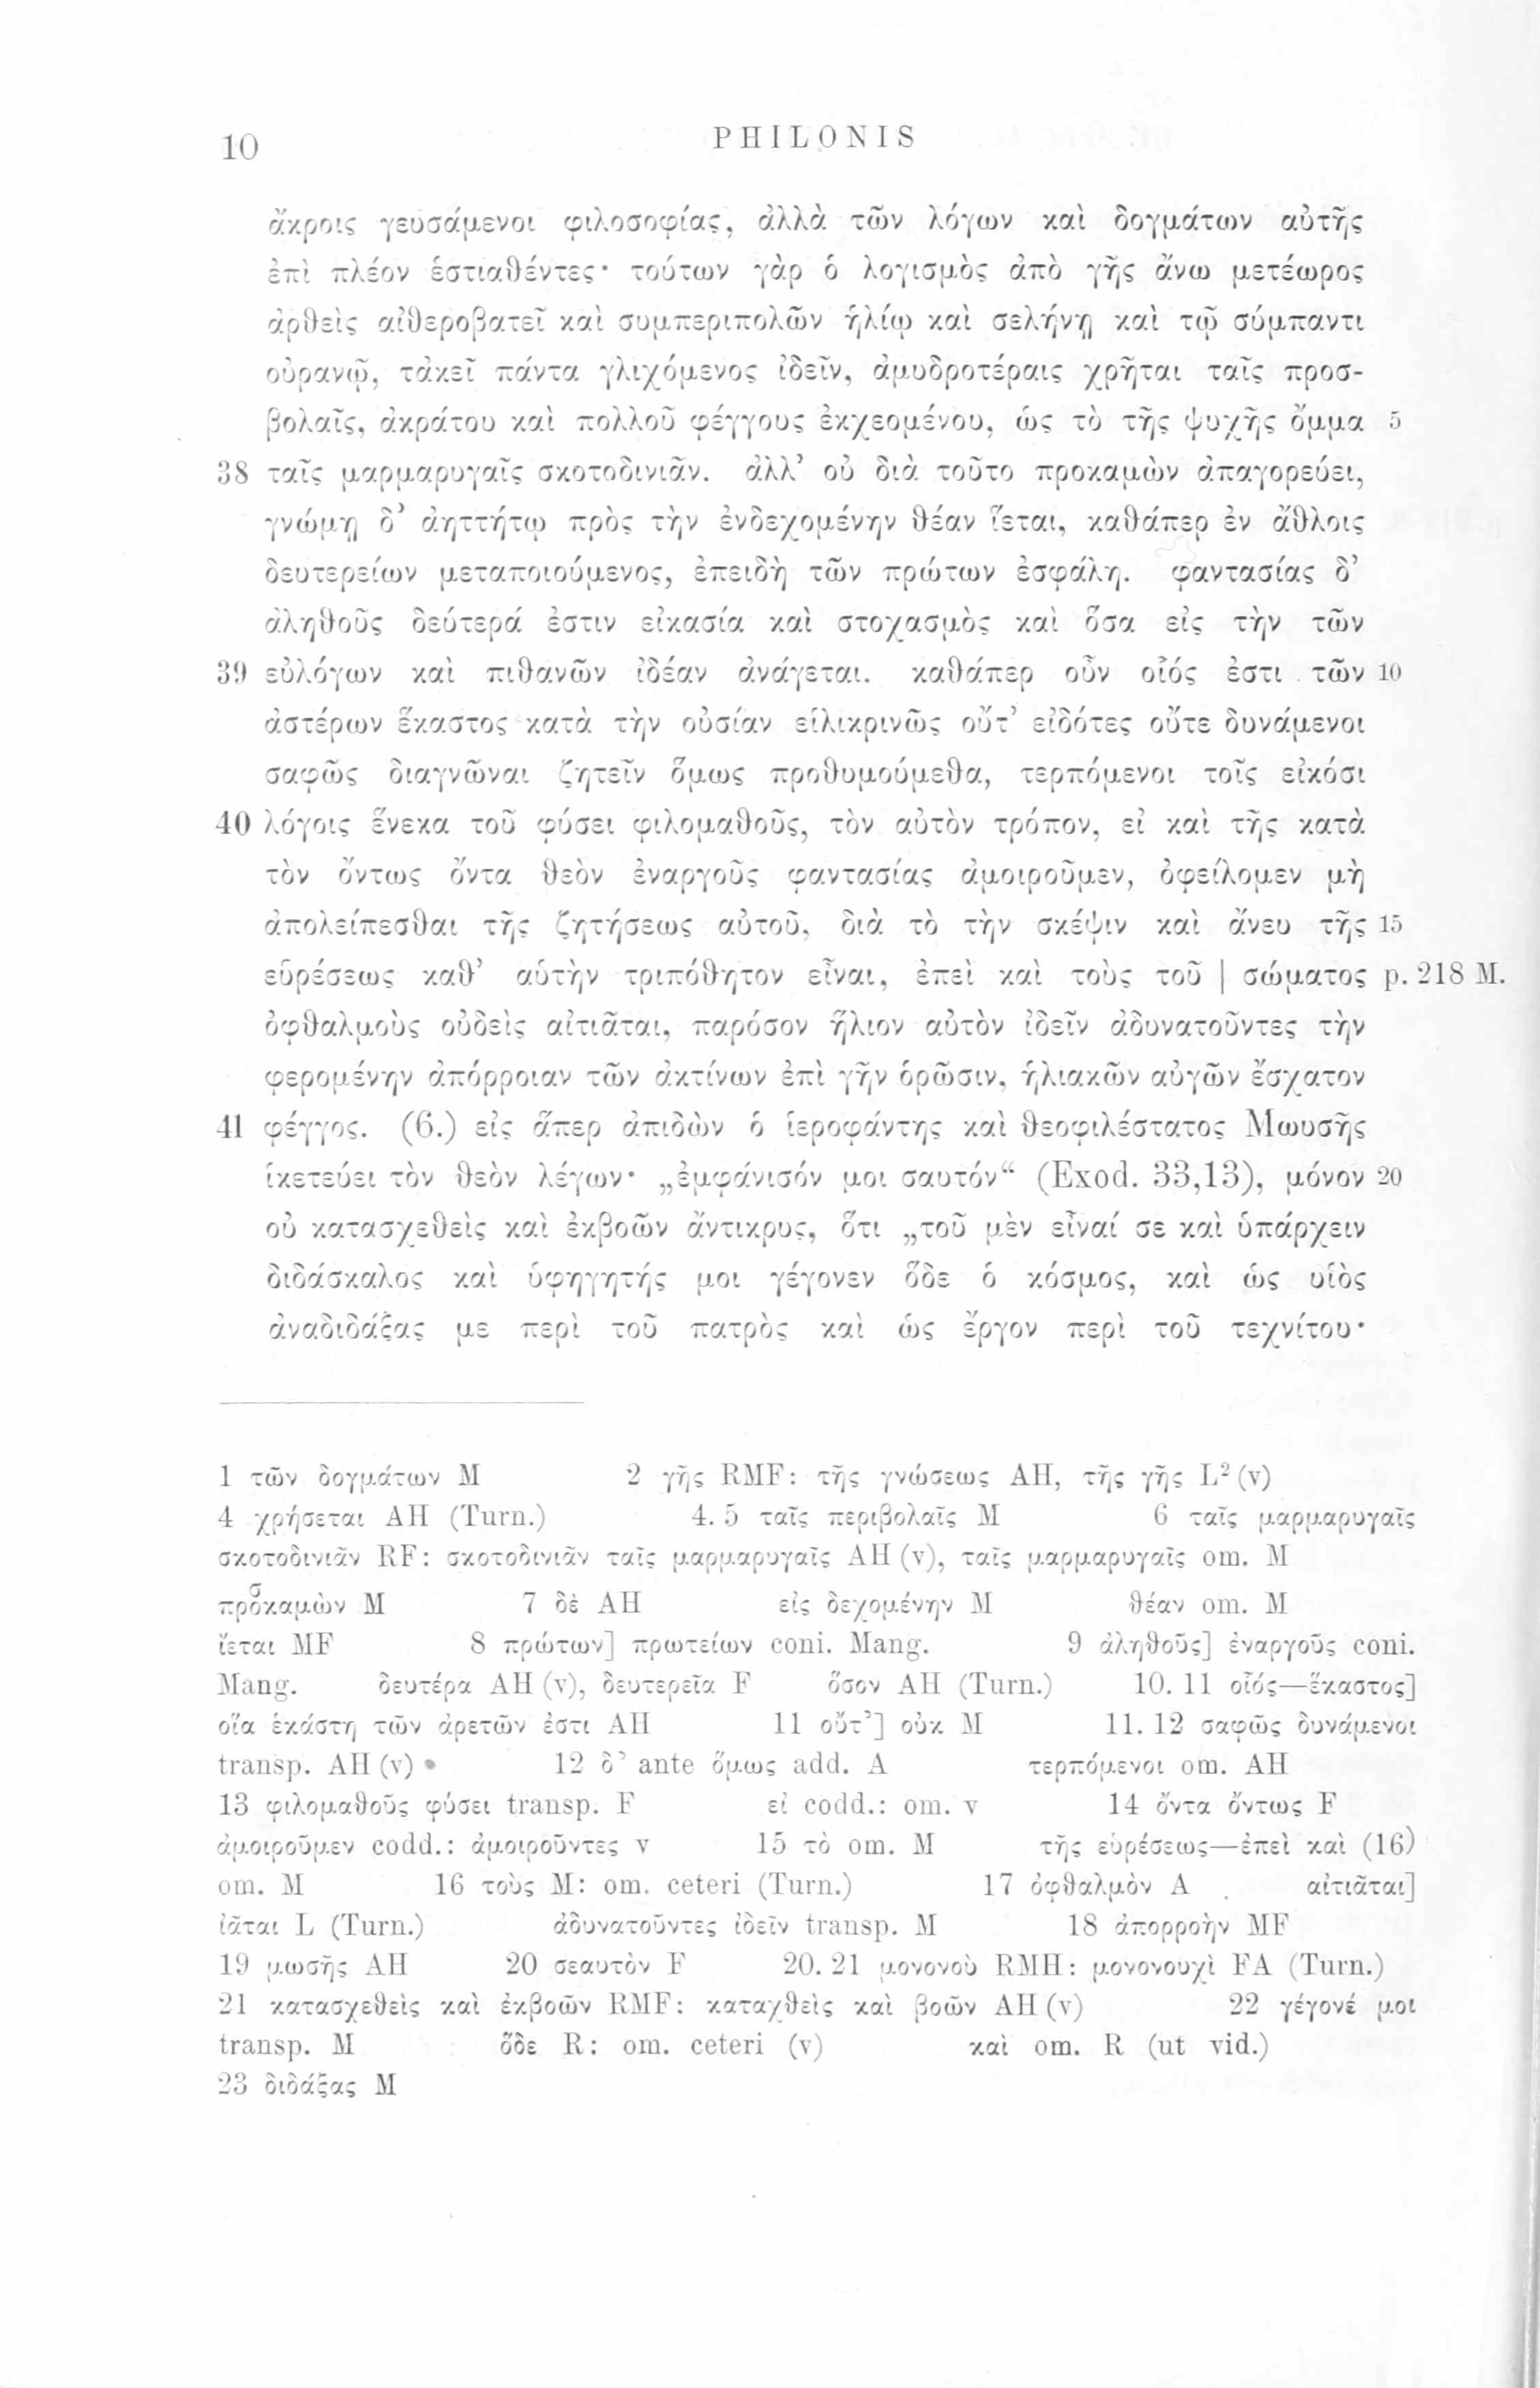 10
PHILONIS
ἄκροις γευσάμενοι φιλοσοφίας, ἀλλὰ τῶν λόγων καὶ δογμάτων αὐτῆς
ἐπὶ πλέον ἑστιαθέντες· τούτων γὰρ ὁ λογισμὸς ἀπὸ γῆς ἄνω μετέωρος
ἀρθεὶς αἰθεροβατεῖ καὶ συμπεριπολῶν ἡλίῳ καὶ σελήνῃ καὶ τῷ σύμπαντι
οὐρανῷ, τἀκεῖ πάντα γλιχόμενος ἰδεῖν, ἀμυδροτέραις χρῆται ταῖς προσ-
βολαῖς, ἀκράτου καὶ πολλοῦ φέγγους ἐκχεομένου, ὡς τὸ τῆς ψυχῆς ὄμμα 5
38 ταῖς μαρμαρυγαῖς σκοτοδινιᾶν. ἀλλ’ οὐ διὰ τοῦτο προκαμὼν ἀπαγορεύει,
γνώμῃ δ’ ἀηττήτῳ πρὸς τὴν ἐνδεχομένην θέαν ἵεται, καθάπερ ἐν ἄθλοις
δευτερείων μεταποιούμενος, ἐπειδὴ τῶν πρώτων ἐσφάλη. φαντασίας δ’
ἀληθοῦς δεύτερά ἐστιν εἰκασία καὶ στοχασμὸς καὶ ὅσα εἰς τὴν τῶν
39 εὐλόγων καὶ πιθανῶν ἰδέαν ἀνάγεται. καθάπερ οὖν οἷός ἐστι τῶν 10
ἀστέρων ἕκαστος κατὰ τὴν οὐσίαν εἱλικρινῶς οὔτ’ εἰδότες οὔτε δυνάμενοι
σαφῶς διαγνῶναι ζητεῖν ὅμως προθυμούμεθα, τερπόμενοι τοῖς εἰκόσι
40 λόγοις ἕνεκα τοῦ φύσει φιλομαθοῦς, τὸν αὐτὸν τρόπον, εἰ καὶ τῆς κατὰ
τὸν ὄντως ὄντα θεὸν ἐναργοῦς φαντασίας ἀμοιροῦμεν, ὀφείλομεν μὴ
ἀπολείπεσθαι τῆς ζητήσεως αὐτοῦ, διὰ τὸ τὴν σκέψιν καὶ ἄνευ τῆς 15
εὑρέσεως καθ’ αὑτὴν τριπόθητον εἶναι, ἐπεὶ καὶ τοὺς τοῦ | σώματος p. 218 M.
ὀφθαλμοὺς οὐδεὶς αἰτιᾶται, παρόσον ἥλιον αὐτὸν ἰδεῖν ἀδυνατοῦντες τὴν
φερομένην ἀπόρροιαν τῶν ἀκτίνων ἐπὶ γῆν ὁρῶσιν, ἡλιακῶν αὐγῶν ἔσχατον
41 φέγγος. (6.) εἰς ἅπερ ἀπιδὼν ὁ ἱεροφάντης καὶ θεοφιλέστατος Μωυσῆς
ἱκετεύει τὸν θεὸν λέγων· „ἐμφάνισόν μοι σαυτόν“ (Exod. 33,13), μόνον 20
οὐ κατασχεθεὶς καὶ ἐκβοῶν ἄντικρυς, ὅτι „τοῦ μὲν εἶναί σε καὶ ὑπάρχειν
διδάσκαλος καὶ ὑφηγητής μοι γέγονεν ὅδε ὁ κόσμος, καὶ ὡς υἱὸς
ἀναδιδάξας με περὶ τοῦ πατρὸς καὶ ὡς ἔργον περὶ τοῦ τεχνίτου·
1 τῶν δογμάτων M 2 γῆς RMF: τῆς γνώσεως AH, τῆς γῆς L² (v)
4 χρήσεται AH (Turn.) 4. 5 ταῖς περιβολαῖς M 6 ταῖς μαρμαρυγαῖς
σκοτοδινιᾶν RF: σκοτοδινιᾶν ταῖς μαρμαρυγαῖς AH (v), ταῖς μαρμαρυγαῖς om. M
προσκαμὼν M 7 δὲ AH εἰς δεχομένην M θέαν om. M
ἴεται MF 8 πρώτων] πρωτείων coni. Mang. 9 ἀληθοῦς] ἐναργοῦς coni.
Mang. δευτέρα AH (v), δευτερεῖα F ὅσον AH (Turn.) 10. 11 οἷός—ἕκαστος]
οἵα ἑκάστη τῶν ἀρετῶν ἐστι AH 11 οὔτ’] οὐκ M 11. 12 σαφῶς δυνάμενοι
transp. AH (v) 12 δ’ ante ὅμως add. A τερπόμενοι om. AH
13 φιλομαθοῦς φύσει transp. F εἰ codd.: om. v 14 ὄντα ὄντως F
ἀμοιροῦμεν codd.: ἀμοιροῦντες v 15 τὸ om. M τῆς εὑρέσεως—ἐπεὶ καὶ (16)
om. M 16 τοὺς M: om. ceteri (Turn.) 17 ὀφθαλμὸν A αἰτιᾶται]
ἰᾶται L (Turn.) ἀδυνατοῦντες ἰδεῖν transp. M 18 ἀπορροὴν MF
19 μωσῆς AH 20 σεαυτὸν F 20. 21 μονονοὺ RMH: μονονουχὶ FA (Turn.)
21 κατασχεθεὶς καὶ ἐκβοῶν RMF: καταχθεὶς καὶ βοῶν AH (v) 22 γέγονέ μοι
transp. M ὅδε R: om. ceteri (v) καὶ om. R (ut vid.)
23 διδάξας M